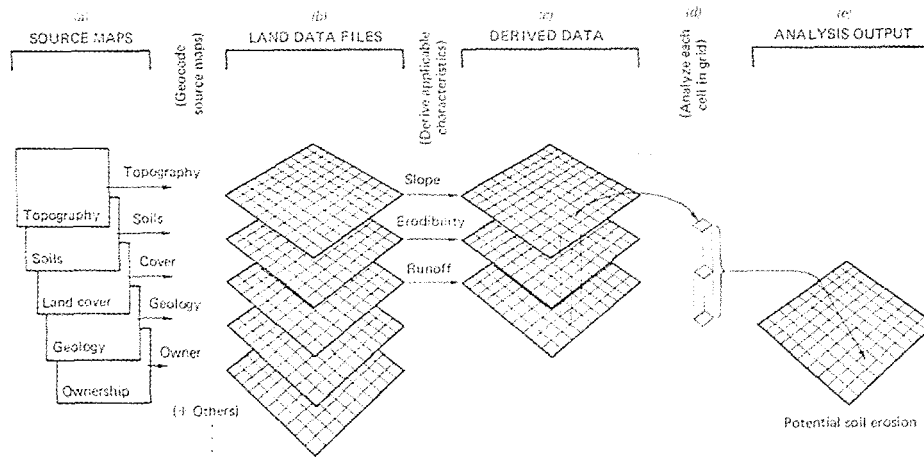 (a)
SOURCE MAPS
(Geocode
source maps)
(b)
LAND DATA FILES
(Derive applicable
characteristics)
(c)
DERIVED DATA
(d)
(Analyze each
cell in grid)
(e)
ANALYSIS OUTPUT
Topography
Topography
Soils
Soils
Cover
Land cover
Geology
Geology
Owner
Ownership
(+ Others)
Slope
Erodibility
Runoff
Potential soil erosion